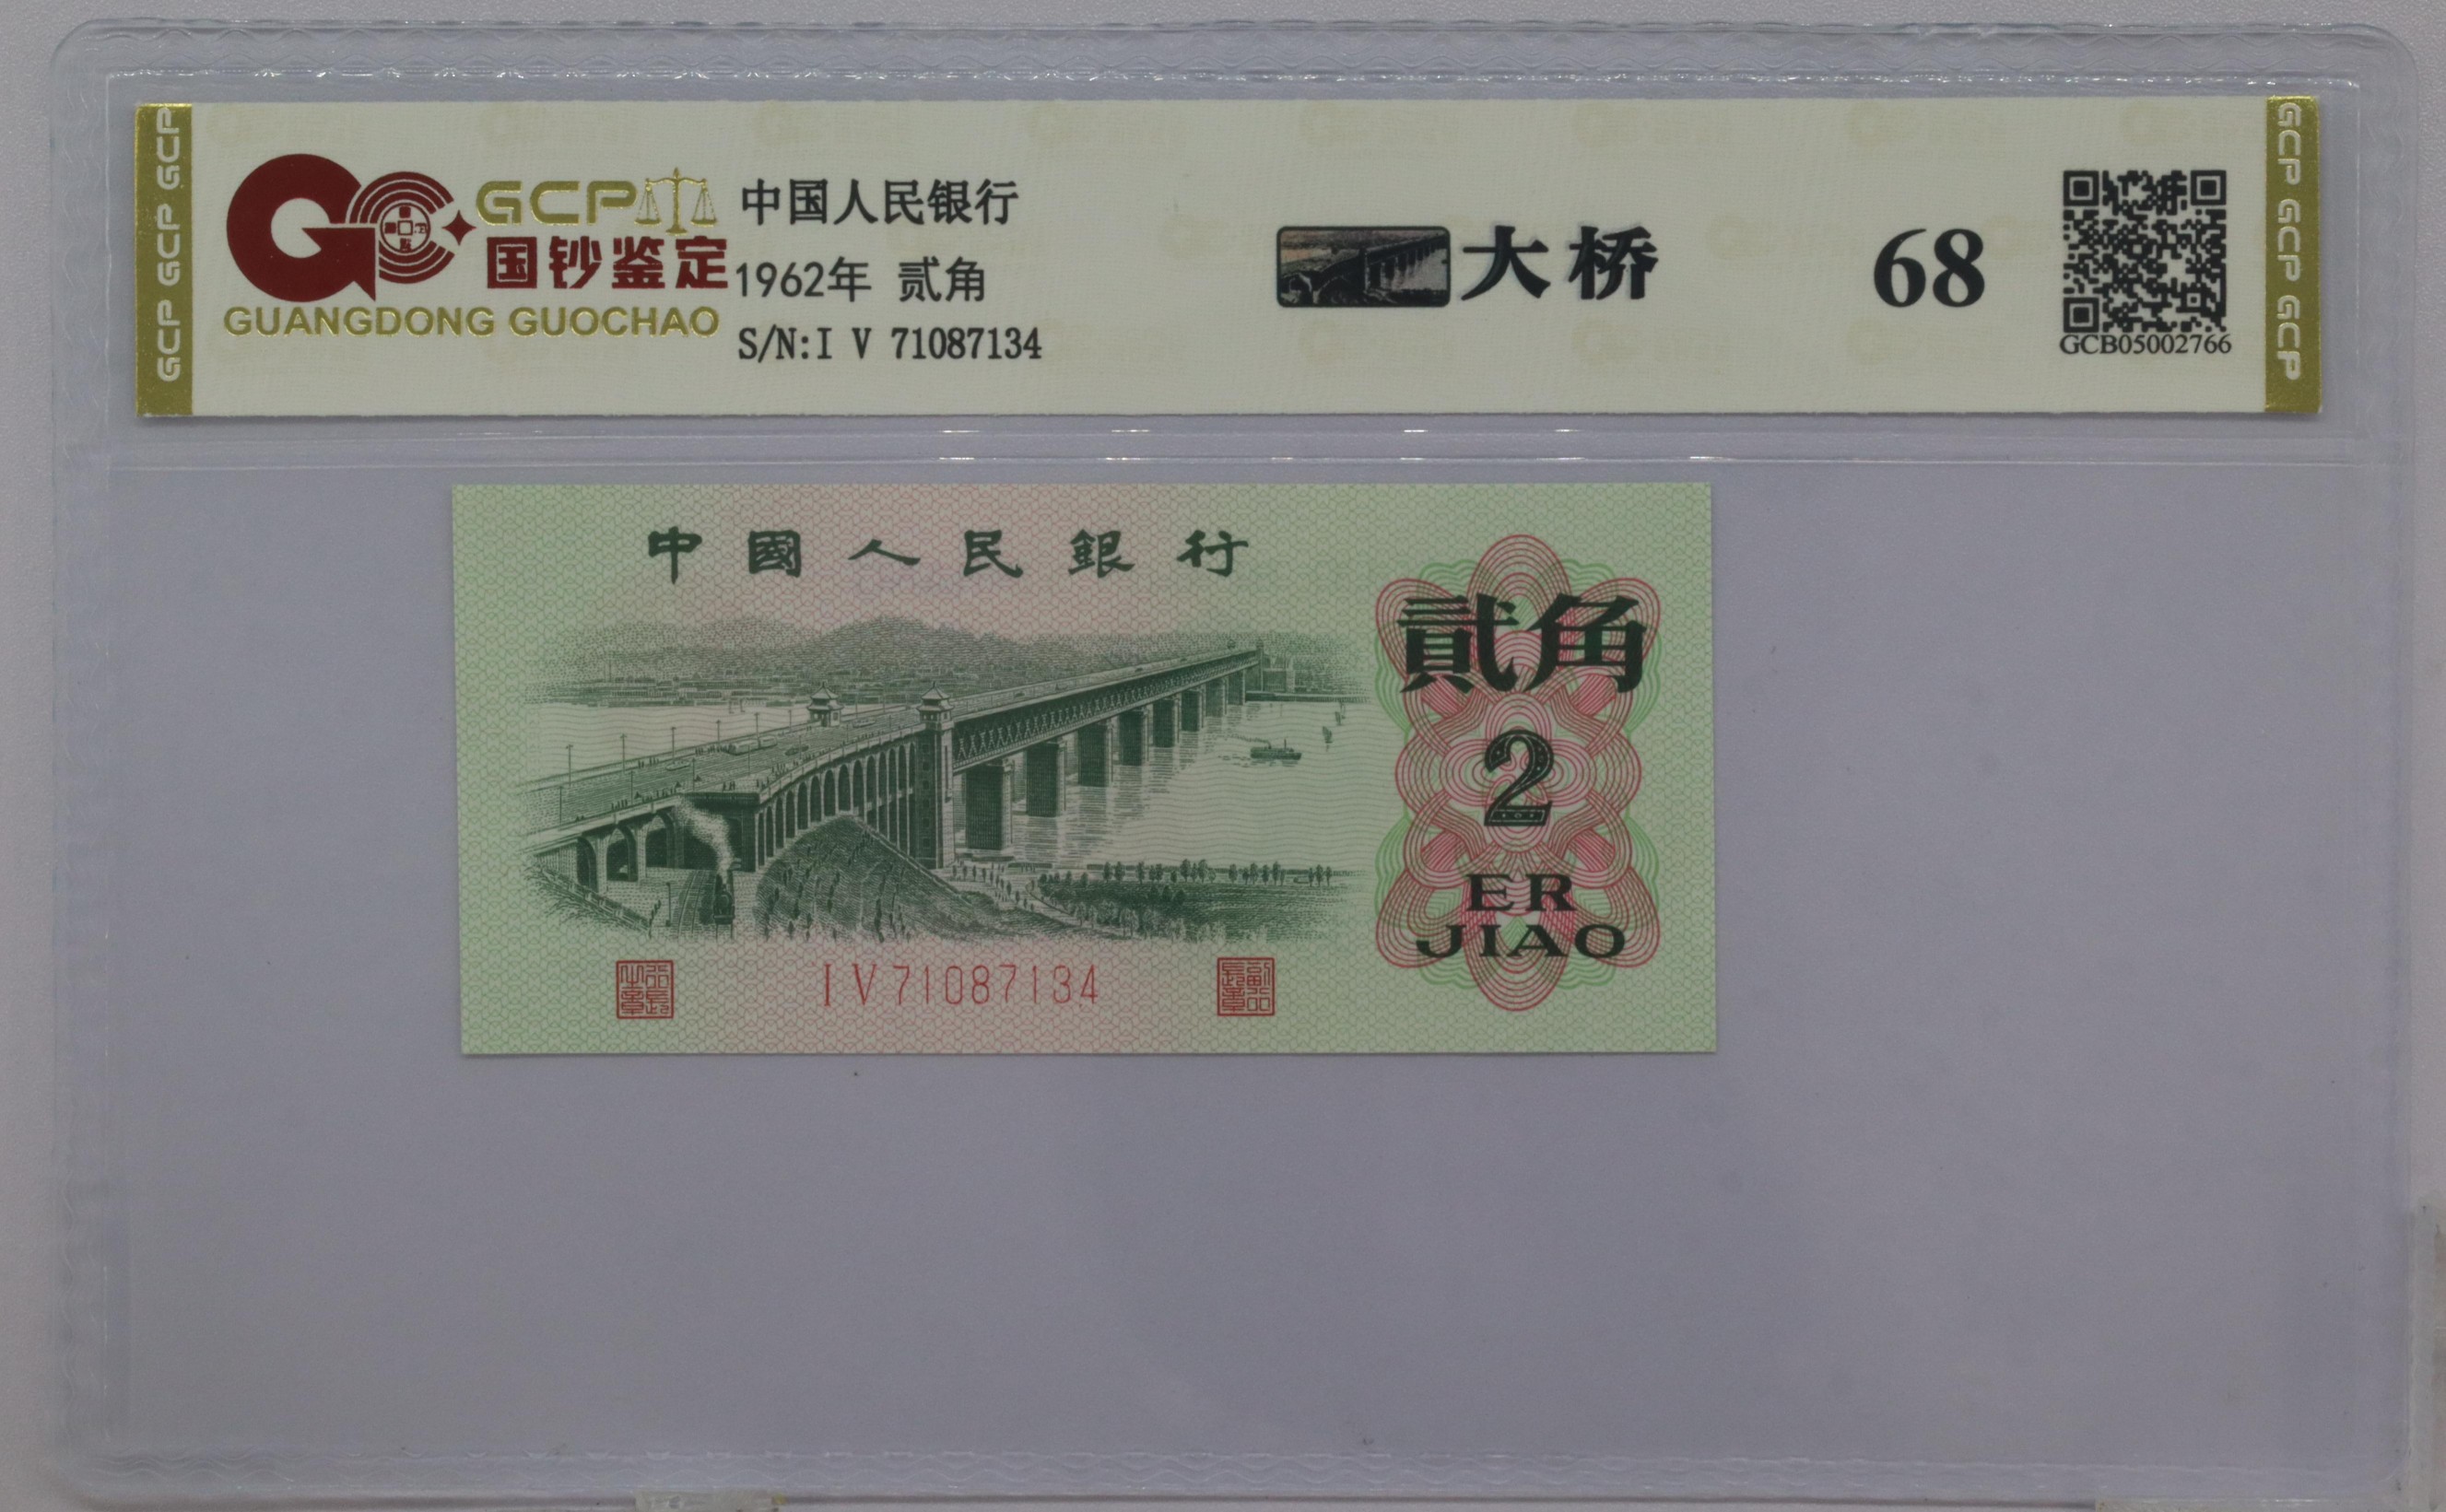 GCP GCP GCP
GCP
国钞鉴定
GUANGDONG GUOCHAO
中国人民银行
1962年 贰角
S/N:I V 71087134
大桥
68
GCB05002766
GCP GCP GCP
中國人民銀行
貳角
2
ER
JIAO
I V 71087134